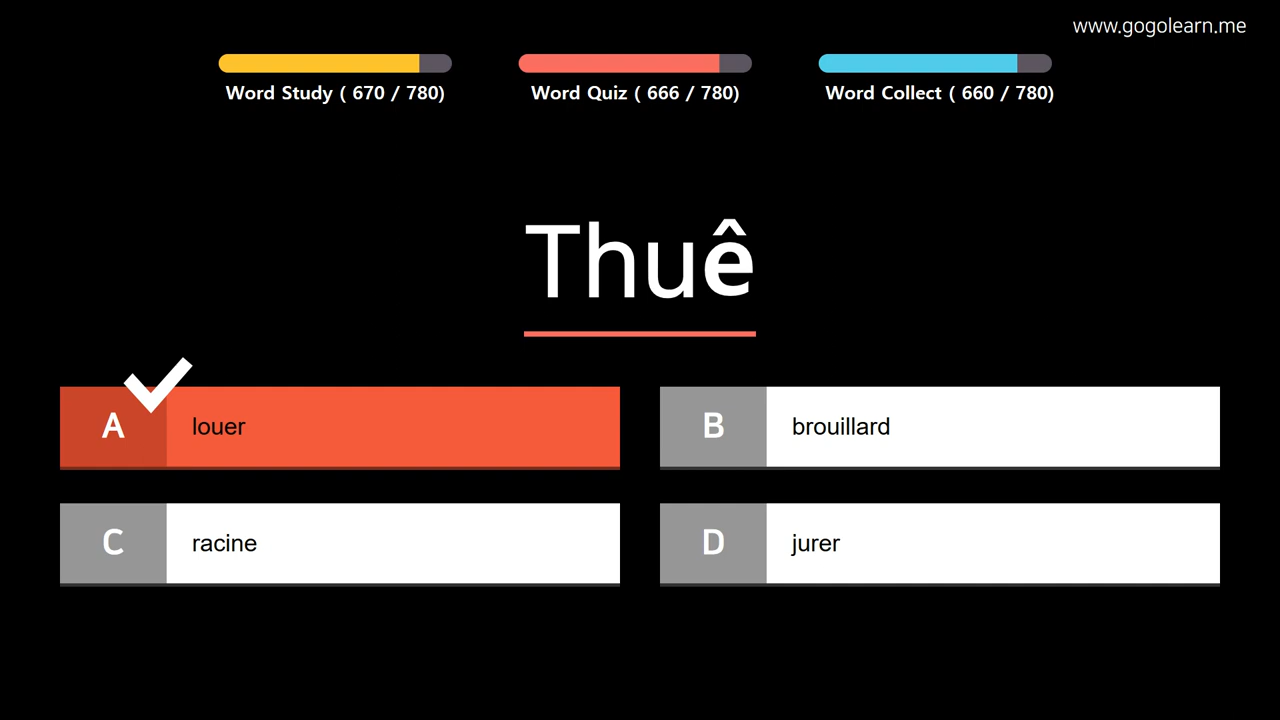 www.gogolearn.me
Word Study ( 670 / 780)
Word Quiz ( 666 / 780)
Word Collect ( 660 / 780)
Thuê
A louer
B brouillard
C racine
D jurer